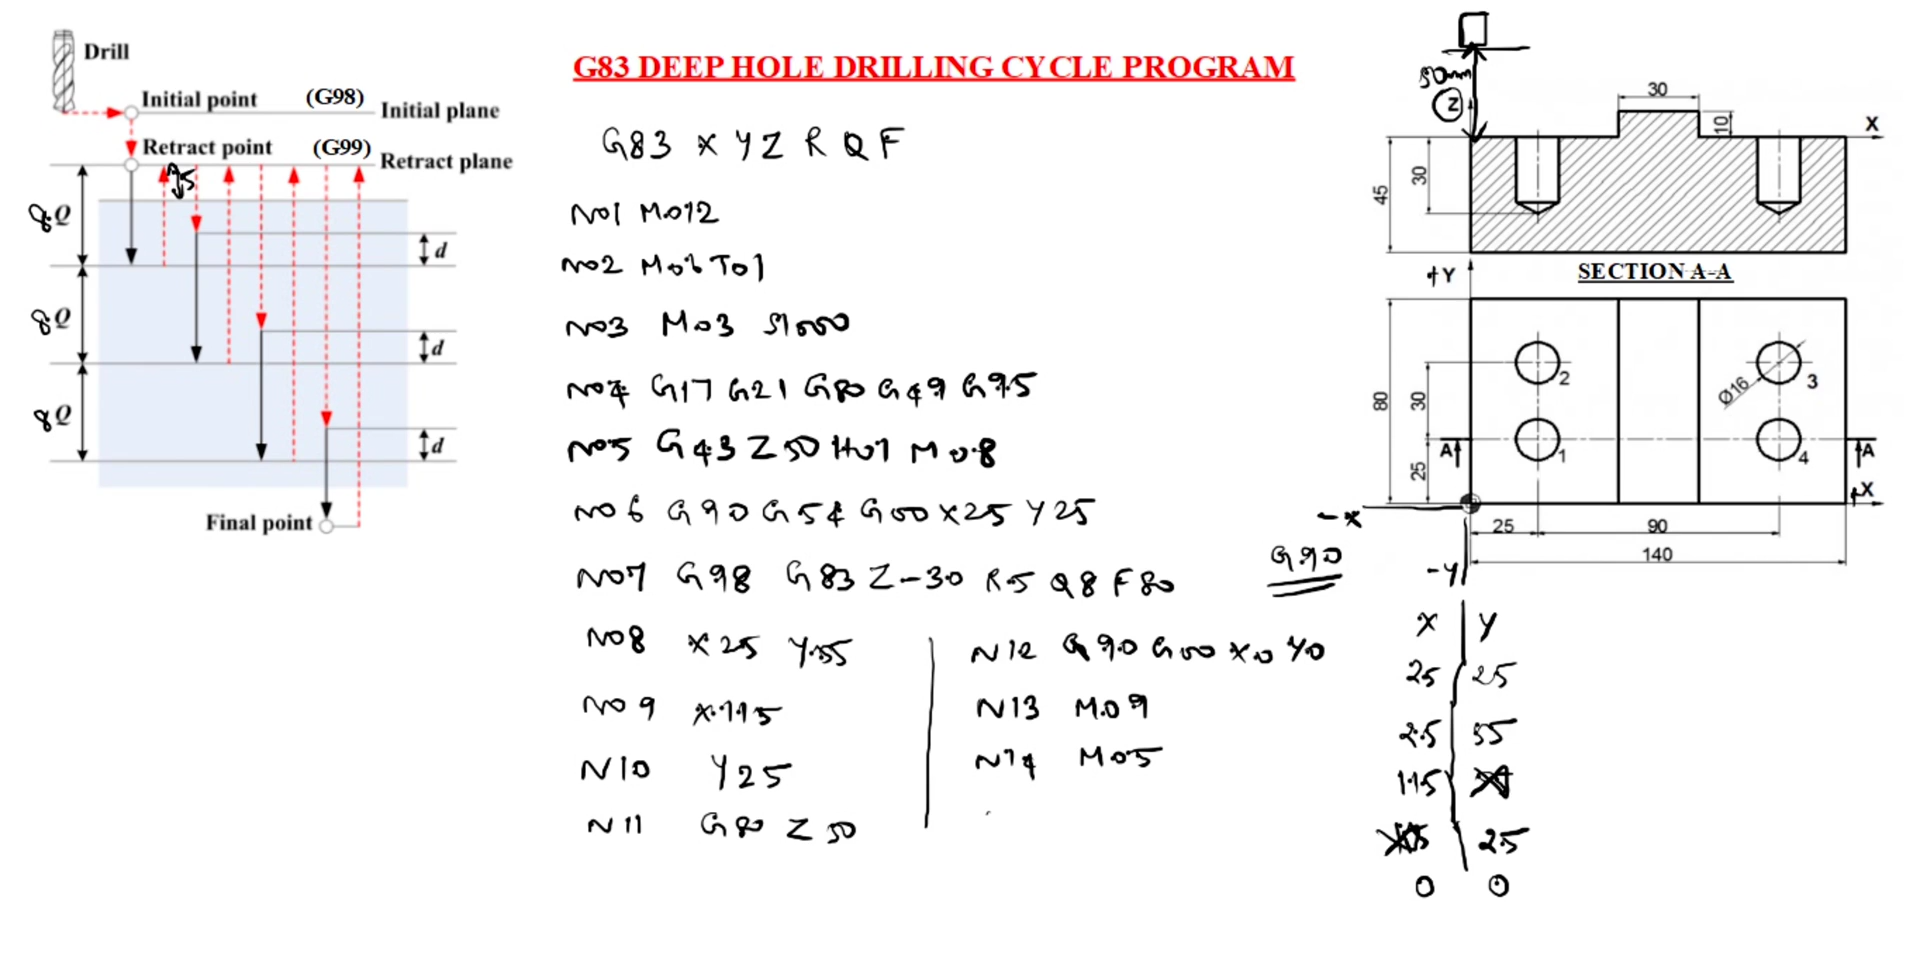 G83 DEEP HOLE DRILLING CYCLE PROGRAM
Drill
Initial point (G98) Initial plane
Retract point (G99) Retract plane
8Q
d
8Q
d
8Q
d
Final point
G83 X Y Z R Q F
N01 M012
N02 M06 T01
N03 M03 S1000
N04 G17 G21 G80 G49 G95
N05 G43 Z50 H01 M08
N06 G90 G54 G00 X25 Y25
N07 G98 G83 Z-30 R5 Q8 F80
N08 X25 Y55
N09 X115
N10 Y25
N11 G80 Z50
N12 G90 G00 X0 Y0
N13 M09
N14 M05
G90
50mm
Z
30
10
X
45
30
SECTION A-A
+Y
2
3
Ø16
80
30
A
1
4
A
25
+X
-X
25
90
140
-Y
X Y
25 25
25 55
115
25
0 0